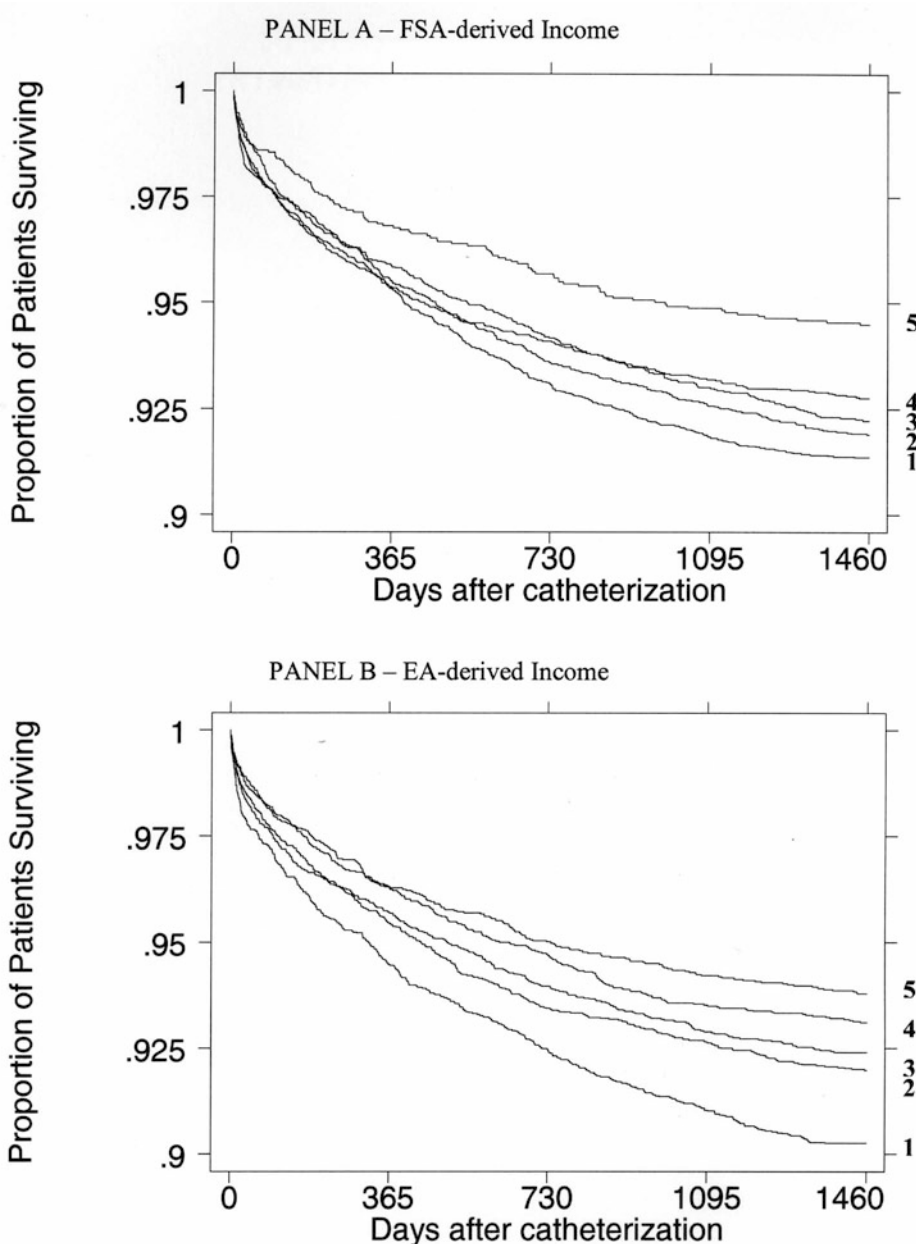 PANEL A – FSA-derived Income
Proportion of Patients Surviving
1
.975
.95
.925
.9
5
4
3
2
1
0 365 730 1095 1460
Days after catheterization
PANEL B – EA-derived Income
Proportion of Patients Surviving
1
.975
.95
.925
.9
5
4
3
2
1
0 365 730 1095 1460
Days after catheterization